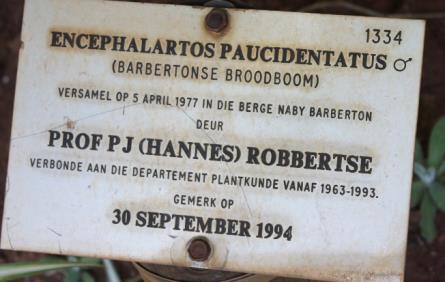 1334
ENCEPHALARTOS PAUCIDENTATUS ♂
(BARBERTONSE BROODBOOM)
VERSAMEL OP 5 APRIL 1977 IN DIE BERGE NABY BARBERTON
DEUR
PROF PJ (HANNES) ROBBERTSE
VERBONDE AAN DIE DEPARTEMENT PLANTKUNDE VANAF 1963-1993.
GEMERK OP
30 SEPTEMBER 1994